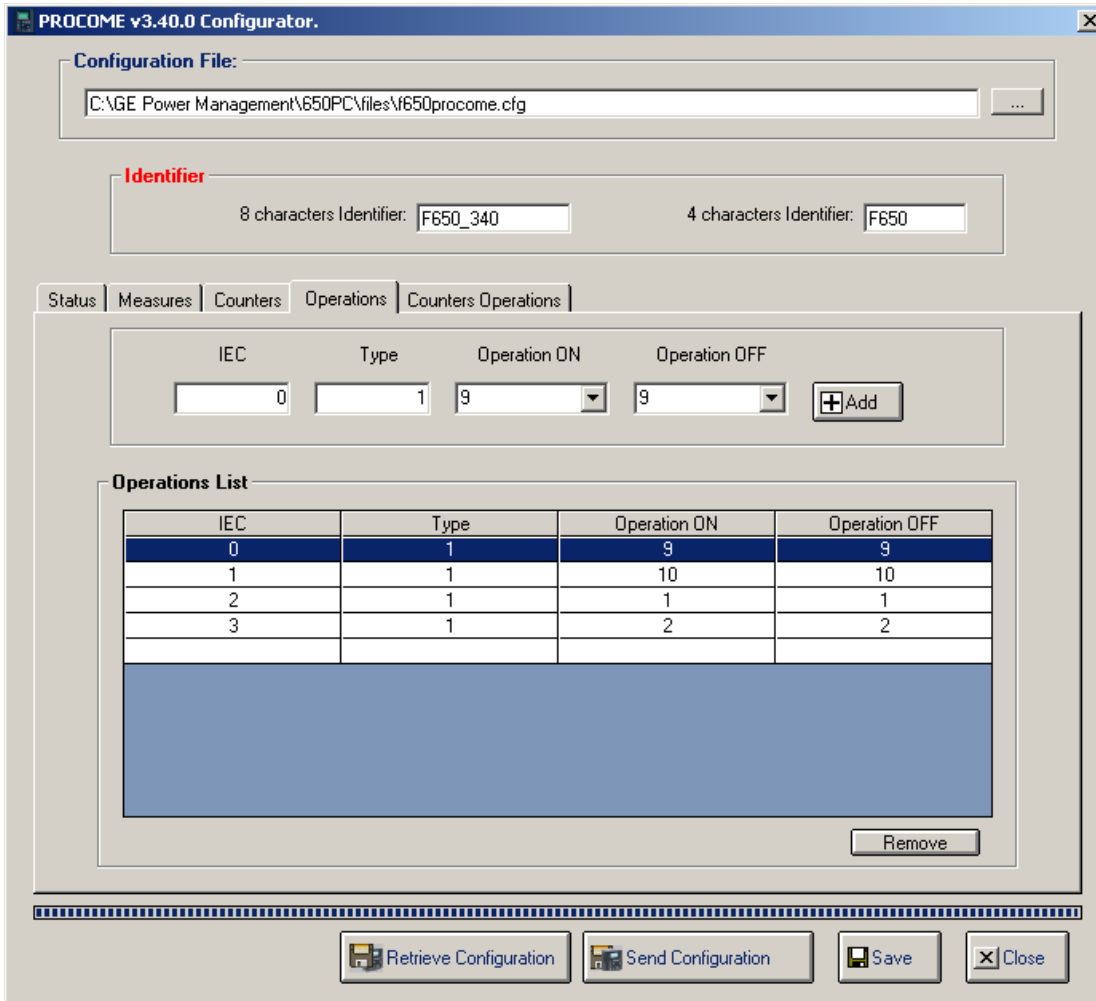 PROCOME v3.40.0 Configurator.
Configuration File:
C:\GE Power Management\650PC\files\f650procome.cfg ...
Identifier
8 characters Identifier: F650_340 4 characters Identifier: F650
Status Measures Counters Operations Counters Operations
IEC Type Operation ON Operation OFF
0 1 9 9 Add
Operations List
IEC Type Operation ON Operation OFF
0 1 9 9
1 1 10 10
2 1 1 1
3 1 2 2
Remove
Retrieve Configuration Send Configuration Save Close